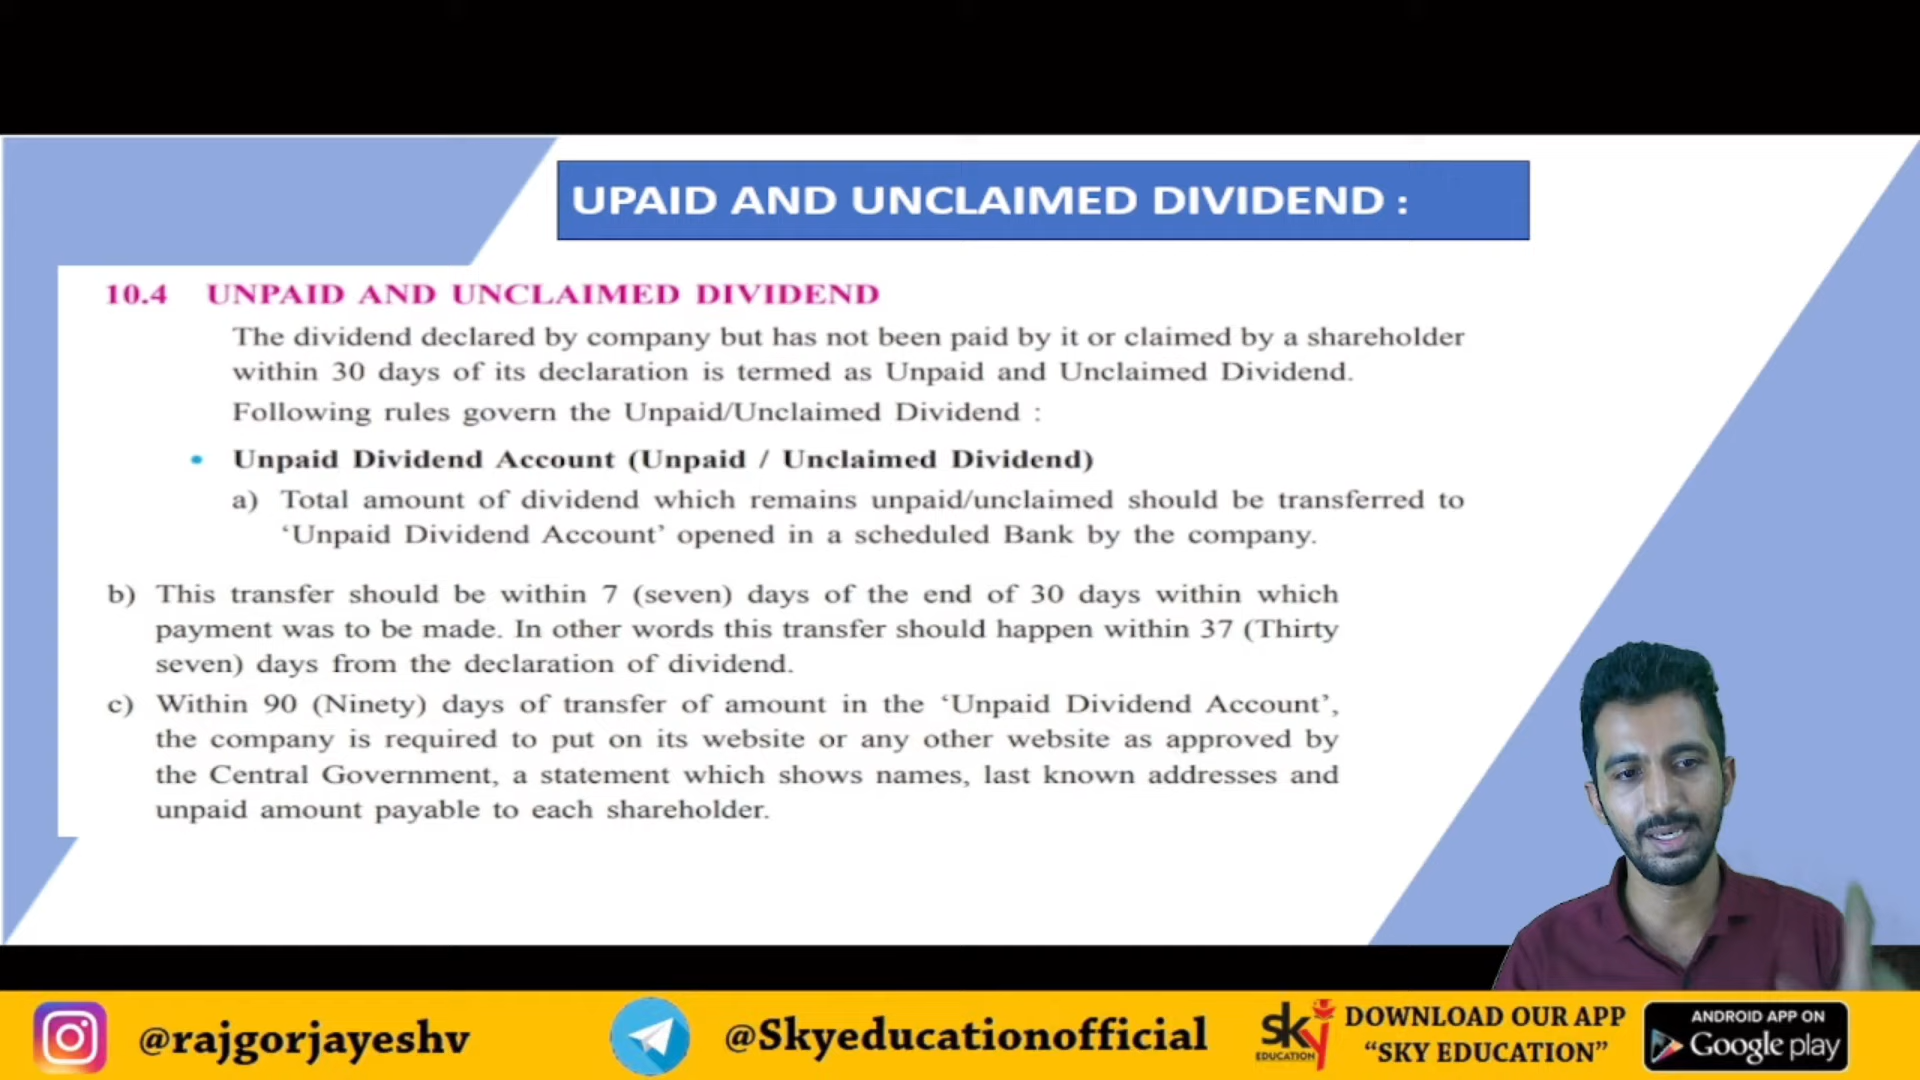 UPAID AND UNCLAIMED DIVIDEND :
10.4 UNPAID AND UNCLAIMED DIVIDEND
The dividend declared by company but has not been paid by it or claimed by a shareholder
within 30 days of its declaration is termed as Unpaid and Unclaimed Dividend.
Following rules govern the Unpaid/Unclaimed Dividend :
• Unpaid Dividend Account (Unpaid / Unclaimed Dividend)
a) Total amount of dividend which remains unpaid/unclaimed should be transferred to
‘Unpaid Dividend Account’ opened in a scheduled Bank by the company.
b) This transfer should be within 7 (seven) days of the end of 30 days within which
payment was to be made. In other words this transfer should happen within 37 (Thirty
seven) days from the declaration of dividend.
c) Within 90 (Ninety) days of transfer of amount in the ‘Unpaid Dividend Account’,
the company is required to put on its website or any other website as approved by
the Central Government, a statement which shows names, last known addresses and
unpaid amount payable to each shareholder.
@rajgorjayeshv
@Skyeducationofficial
sky
EDUCATION
DOWNLOAD OUR APP
“SKY EDUCATION”
ANDROID APP ON
Google play